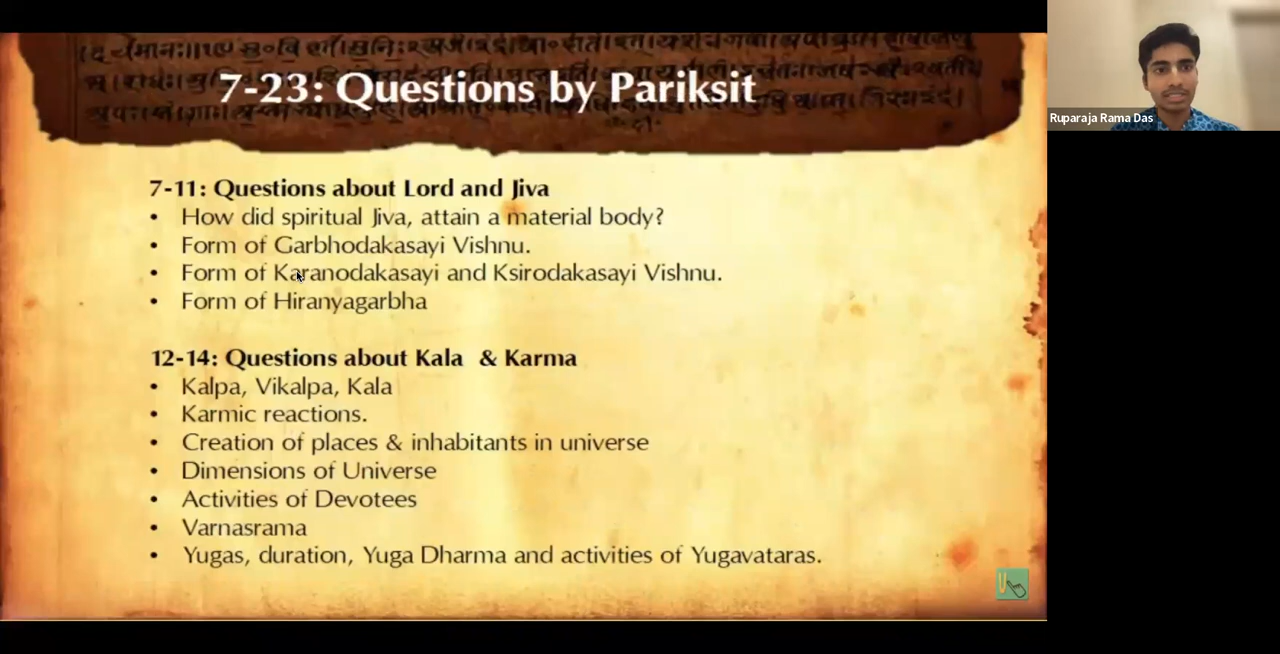 7-23: Questions by Pariksit
Ruparaja Rama Das
7-11: Questions about Lord and Jiva
• How did spiritual Jiva, attain a material body?
• Form of Garbhodakasayi Vishnu.
• Form of Karanodakasayi and Ksirodakasayi Vishnu.
• Form of Hiranyagarbha
12-14: Questions about Kala & Karma
• Kalpa, Vikalpa, Kala
• Karmic reactions.
• Creation of places & inhabitants in universe
• Dimensions of Universe
• Activities of Devotees
• Varnasrama
• Yugas, duration, Yuga Dharma and activities of Yugavataras.